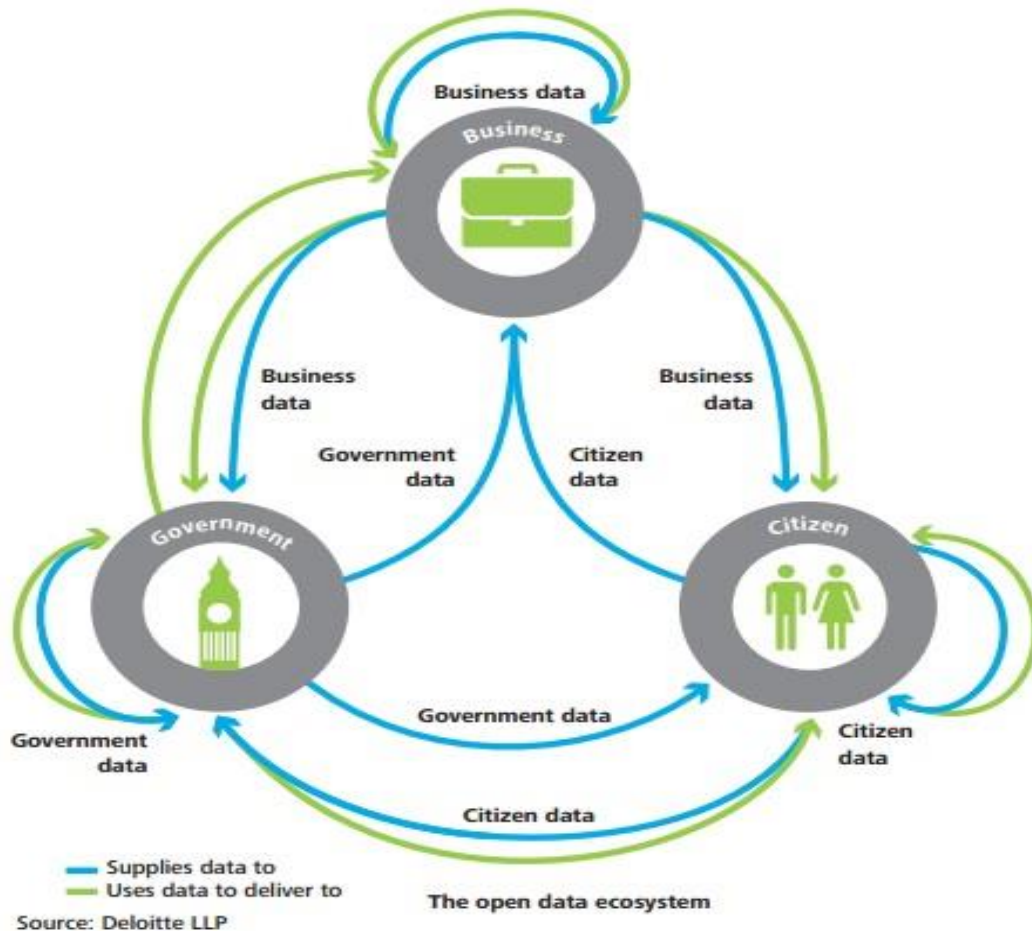 Business data
Business
Business
data
Business
data
Government
data
Citizen
data
Government
Citizen
Government data
Government
data
Citizen
data
Citizen data
Supplies data to
Uses data to deliver to
The open data ecosystem
Source: Deloitte LLP